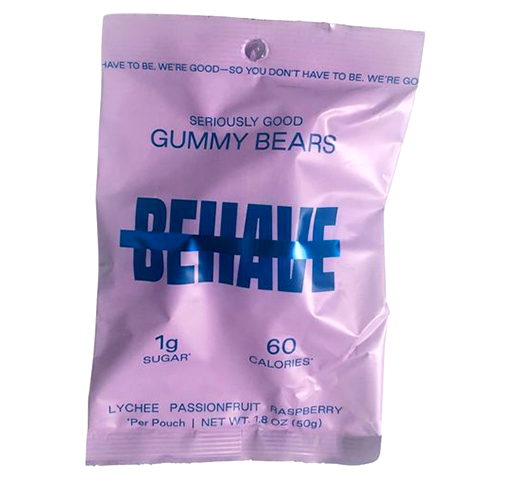 HAVE TO BE. WE'RE GOOD—SO YOU DON'T HAVE TO BE. WE'RE GO
SERIOUSLY GOOD
GUMMY BEARS
BEHAVE
1g
SUGAR*
60
CALORIES*
LYCHEE PASSIONFRUIT RASPBERRY
*Per Pouch | NET WT. 1.8 OZ (50g)